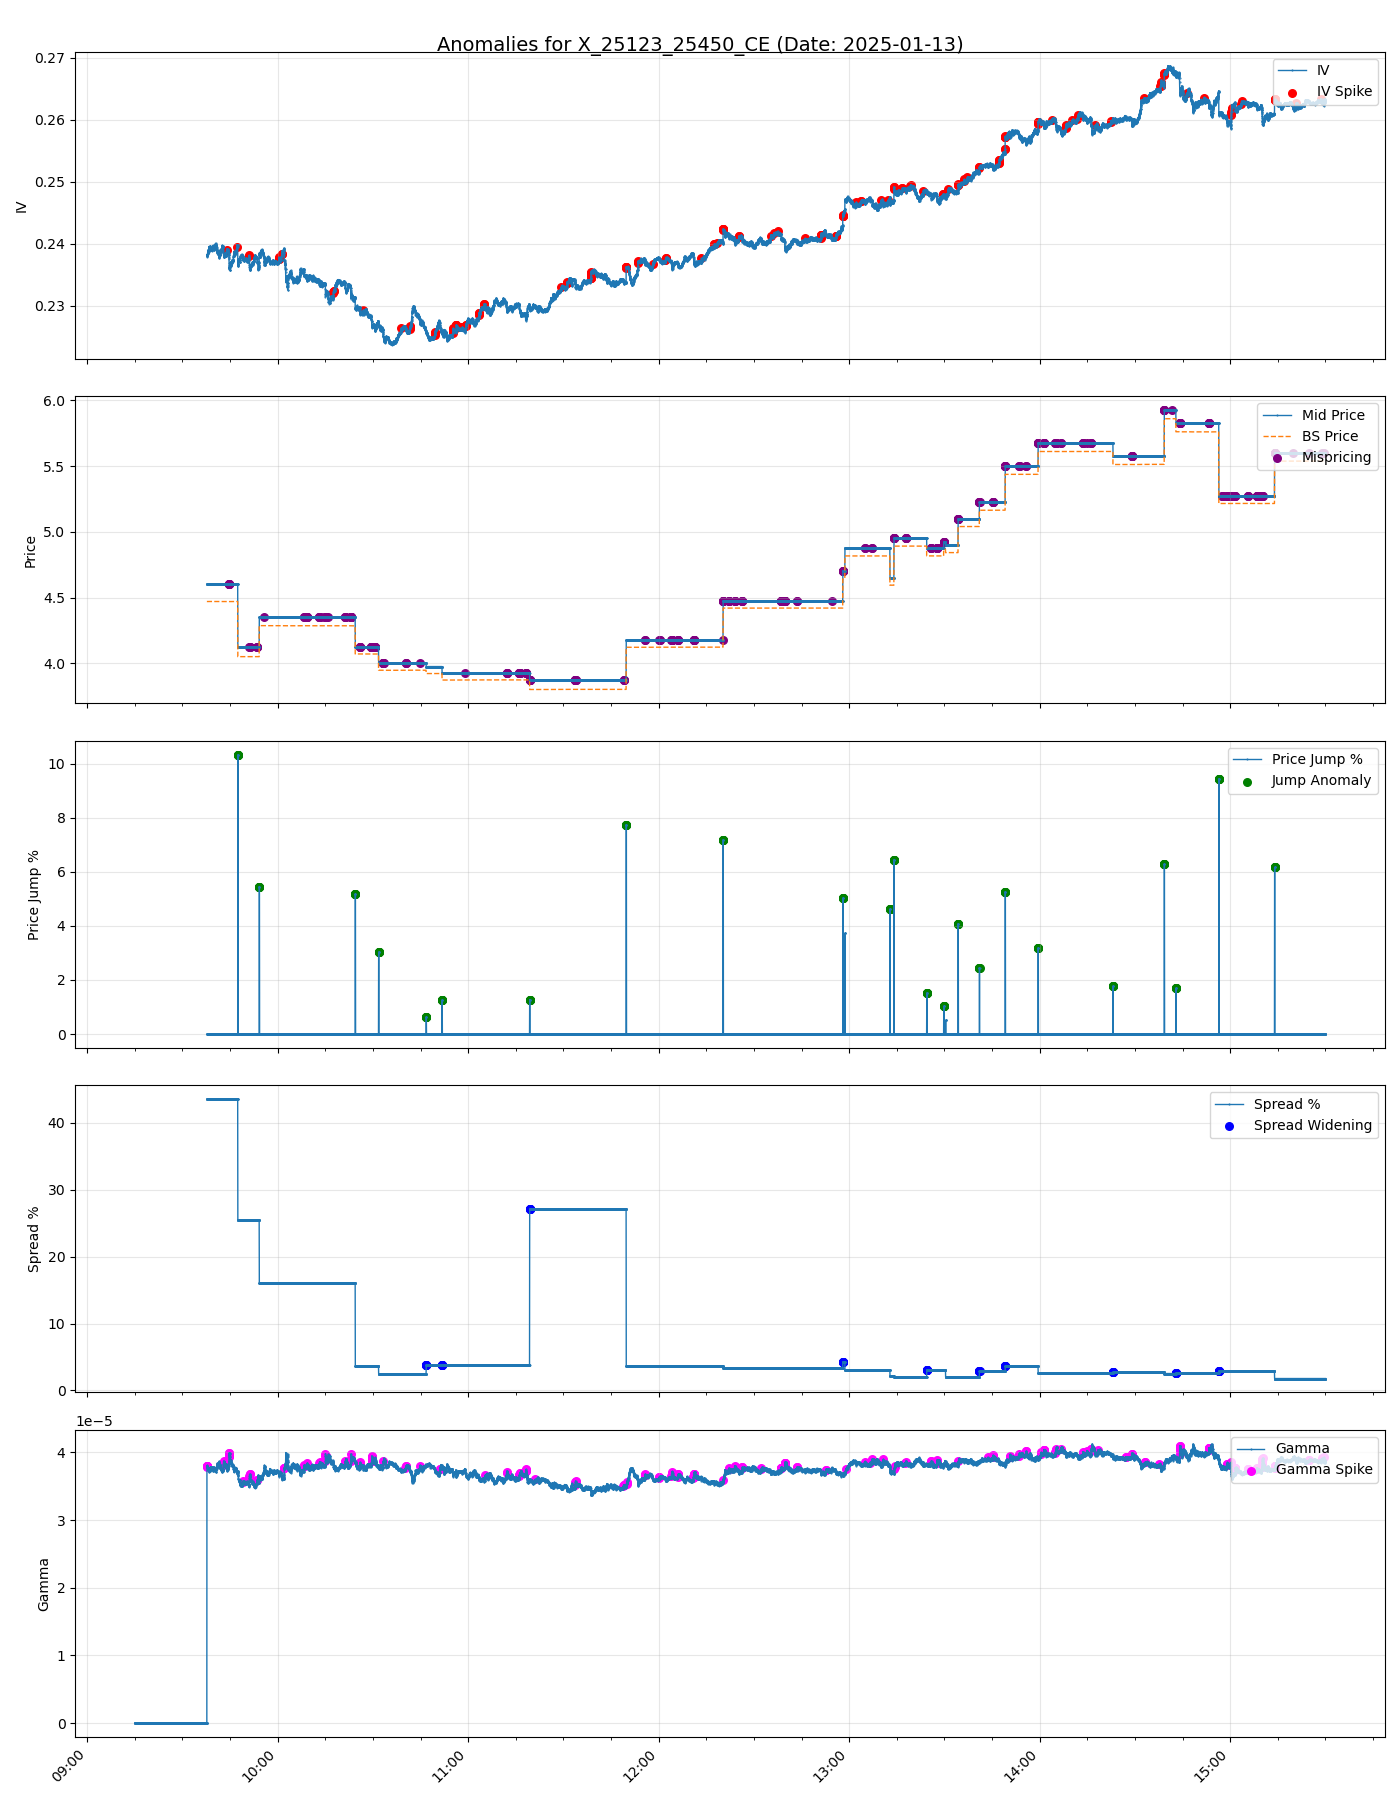 Anomalies for X_25123_25450_CE (Date: 2025-01-13)
0.27
0.26
0.25
0.24
0.23
IV
IV
IV Spike
6.0
5.5
5.0
4.5
4.0
Price
Mid Price
BS Price
Mispricing
10
8
6
4
2
0
Price Jump %
Price Jump %
Jump Anomaly
40
30
20
10
0
Spread %
Spread %
Spread Widening
1e−5
4
3
2
1
0
Gamma
Gamma
Gamma Spike
09:00
10:00
11:00
12:00
13:00
14:00
15:00